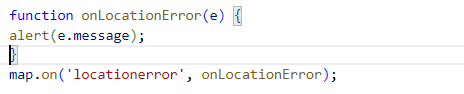 function onLocationError(e) {
alert(e.message);
}
map.on('locationerror', onLocationError);